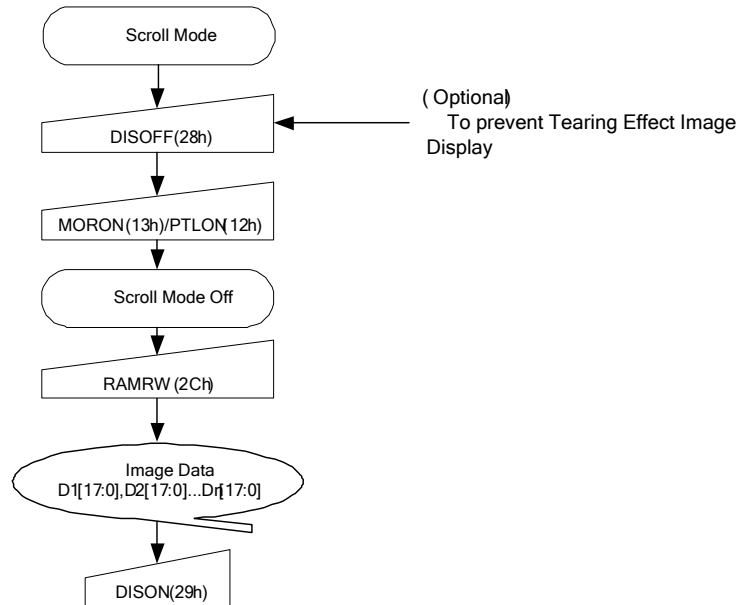 Scroll Mode
( Optional)
To prevent Tearing Effect Image
Display
DISOFF(28h)
MORON(13h)/PTLON(12h)
Scroll Mode Off
RAMRW (2Ch)
Image Data
D1[17:0],D2[17:0]...Dn[17:0]
DISON(29h)